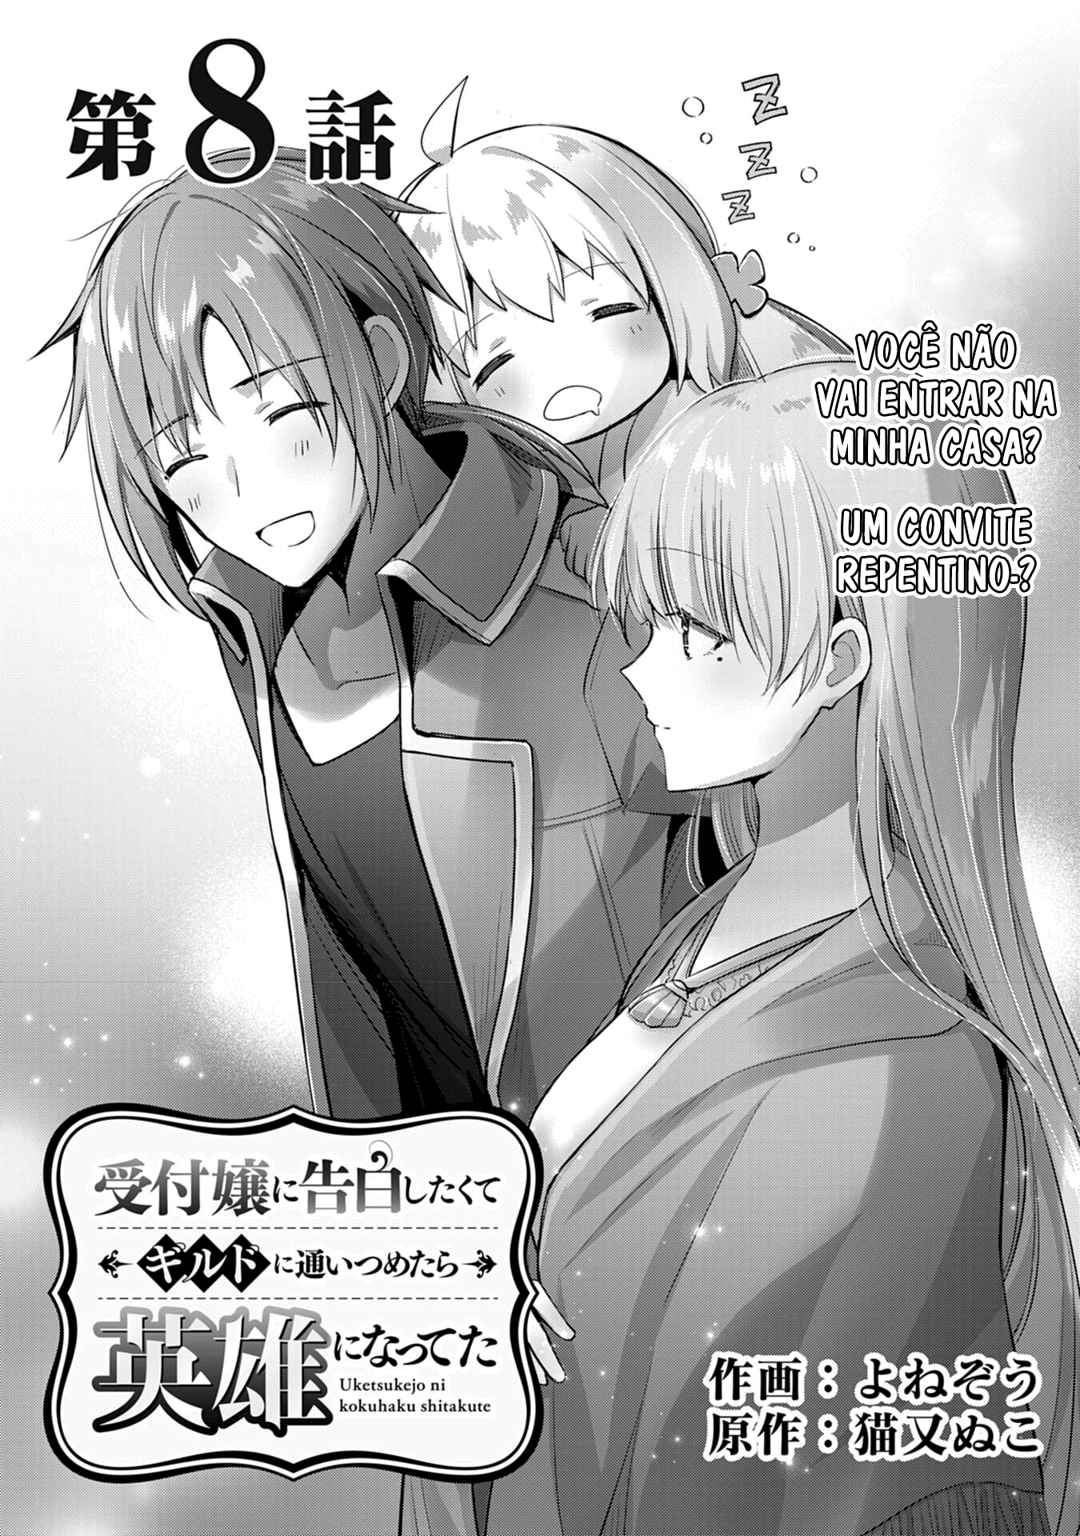 第8話
Z
Z
Z
VOCÊ NÃO
VAI ENTRAR NA
MINHA CASA?
UM CONVITE
REPENTINO-?
受付嬢に告白したくて
ギルドに通いつめたら
英雄になってた
Uketsukejo ni
kokuhaku shitakute
作画:よねぞう
原作:猫又ぬこ